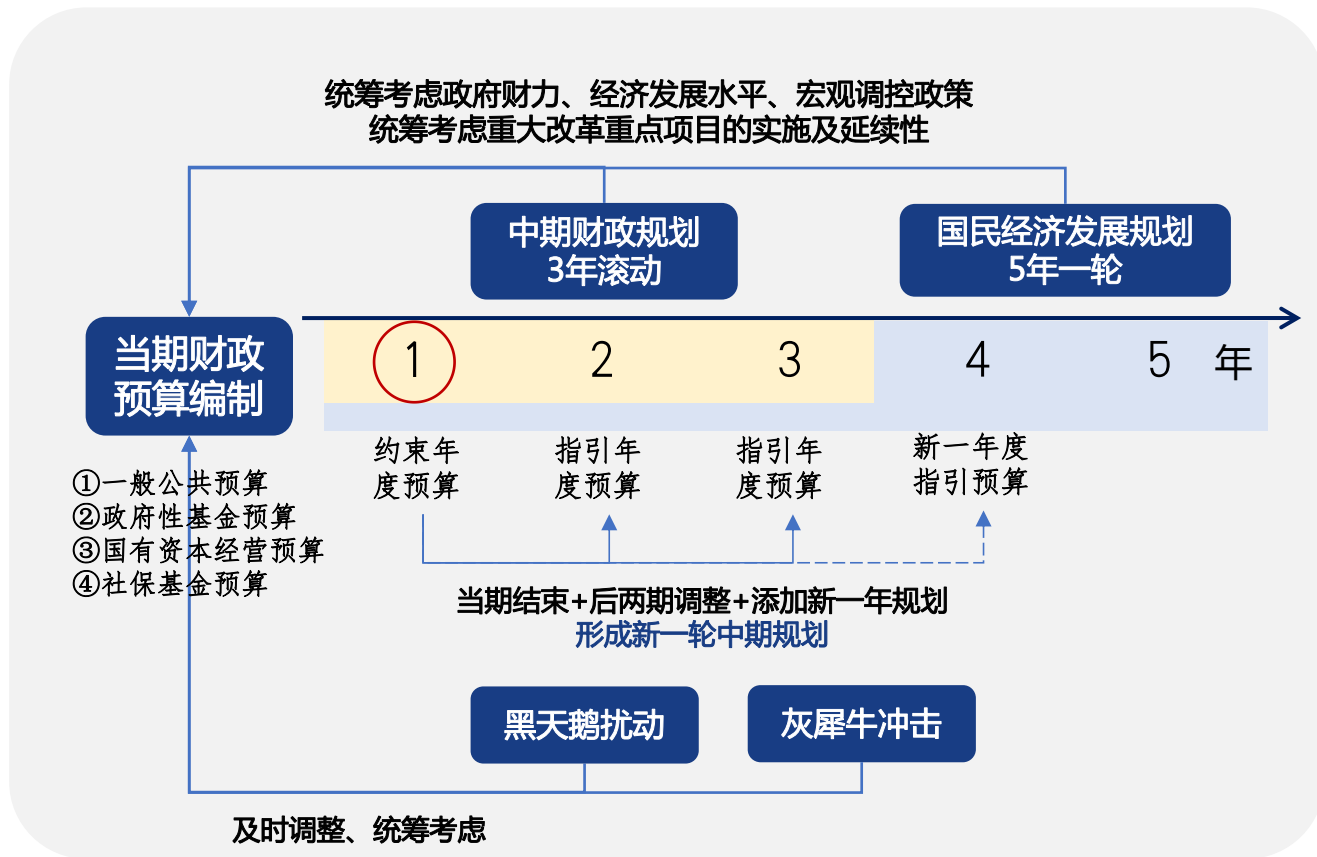 统筹考虑政府财力、经济发展水平、宏观调控政策
统筹考虑重大改革重点项目的实施及延续性
中期财政规划
3年滚动
国民经济发展规划
5年一轮
当期财政
预算编制
1 2 3 4 5 年
约束年
度预算
指引年
度预算
指引年
度预算
新一年度
指引预算
①一般公共预算
②政府性基金预算
③国有资本经营预算
④社保基金预算
当期结束+后两期调整+添加新一年规划
形成新一轮中期规划
黑天鹅扰动
灰犀牛冲击
及时调整、统筹考虑